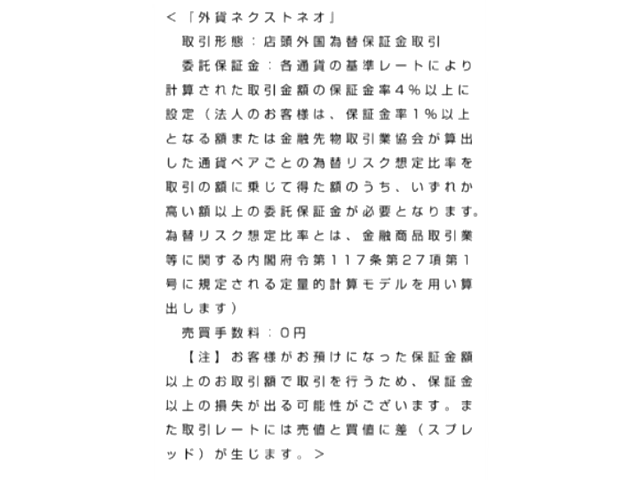 ＜『外貨ネクストネオ』
取引形態：店頭外国為替保証金取引
委託保証金：各通貨の基準レートにより
計算された取引金額の保証金率4％以上に
設定（法人のお客様は、保証金率1％以上
となる額または金融先物取引業協会が算出
した通貨ペアごとの為替リスク想定比率を
取引の額に乗じて得た額のうち、いずれか
高い額以上の委託保証金が必要となります。
為替リスク想定比率とは、金融商品取引業
等に関する内閣府令第117条第27項第1
号に規定される定量的計算モデルを用い算
出します）
売買手数料：0円
【注】お客様がお預けになった保証金額
以上のお取引額で取引を行うため、保証金
以上の損失が出る可能性がございます。ま
た取引レートには売値と買値に差（スプレ
ッド）が生じます。＞